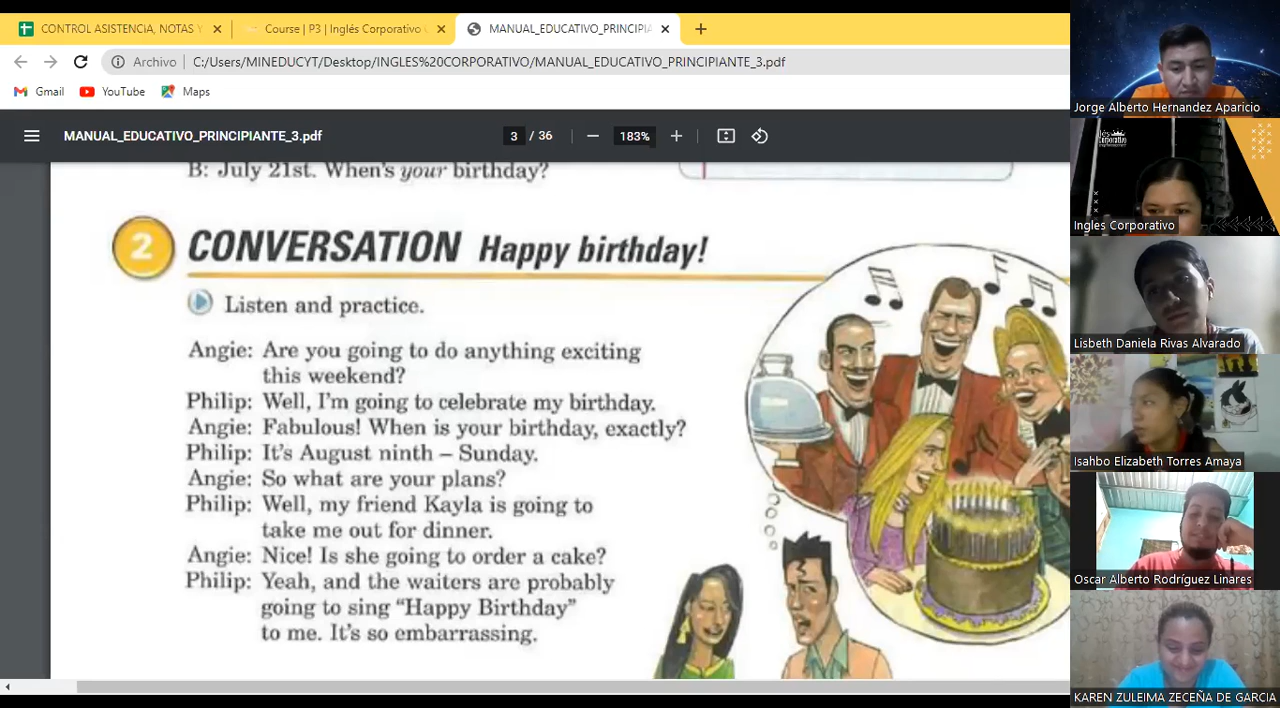 CONTROL ASISTENCIA, NOTAS Y
Course | P3 | Inglés Corporativo
MANUAL_EDUCATIVO_PRINCIPIA
Archivo
C:/Users/MINEDUCYT/Desktop/INGLES%20CORPORATIVO/MANUAL_EDUCATIVO_PRINCIPIANTE_3.pdf
Gmail
YouTube
Maps
MANUAL_EDUCATIVO_PRINCIPIANTE_3.pdf
3 / 36
183%
B: July 21st. When's your birthday?
2 CONVERSATION Happy birthday!
Listen and practice.
Angie: Are you going to do anything exciting
this weekend?
Philip: Well, I'm going to celebrate my birthday.
Angie: Fabulous! When is your birthday, exactly?
Philip: It's August ninth – Sunday.
Angie: So what are your plans?
Philip: Well, my friend Kayla is going to
take me out for dinner.
Angie: Nice! Is she going to order a cake?
Philip: Yeah, and the waiters are probably
going to sing “Happy Birthday”
to me. It's so embarrassing.
Jorge Alberto Hernandez Aparicio
Corporativo
Ingles Corporativo
Lisbeth Daniela Rivas Alvarado
Isahbo Elizabeth Torres Amaya
Oscar Alberto Rodríguez Linares
KAREN ZULEIMA ZECEÑA DE GARCIA